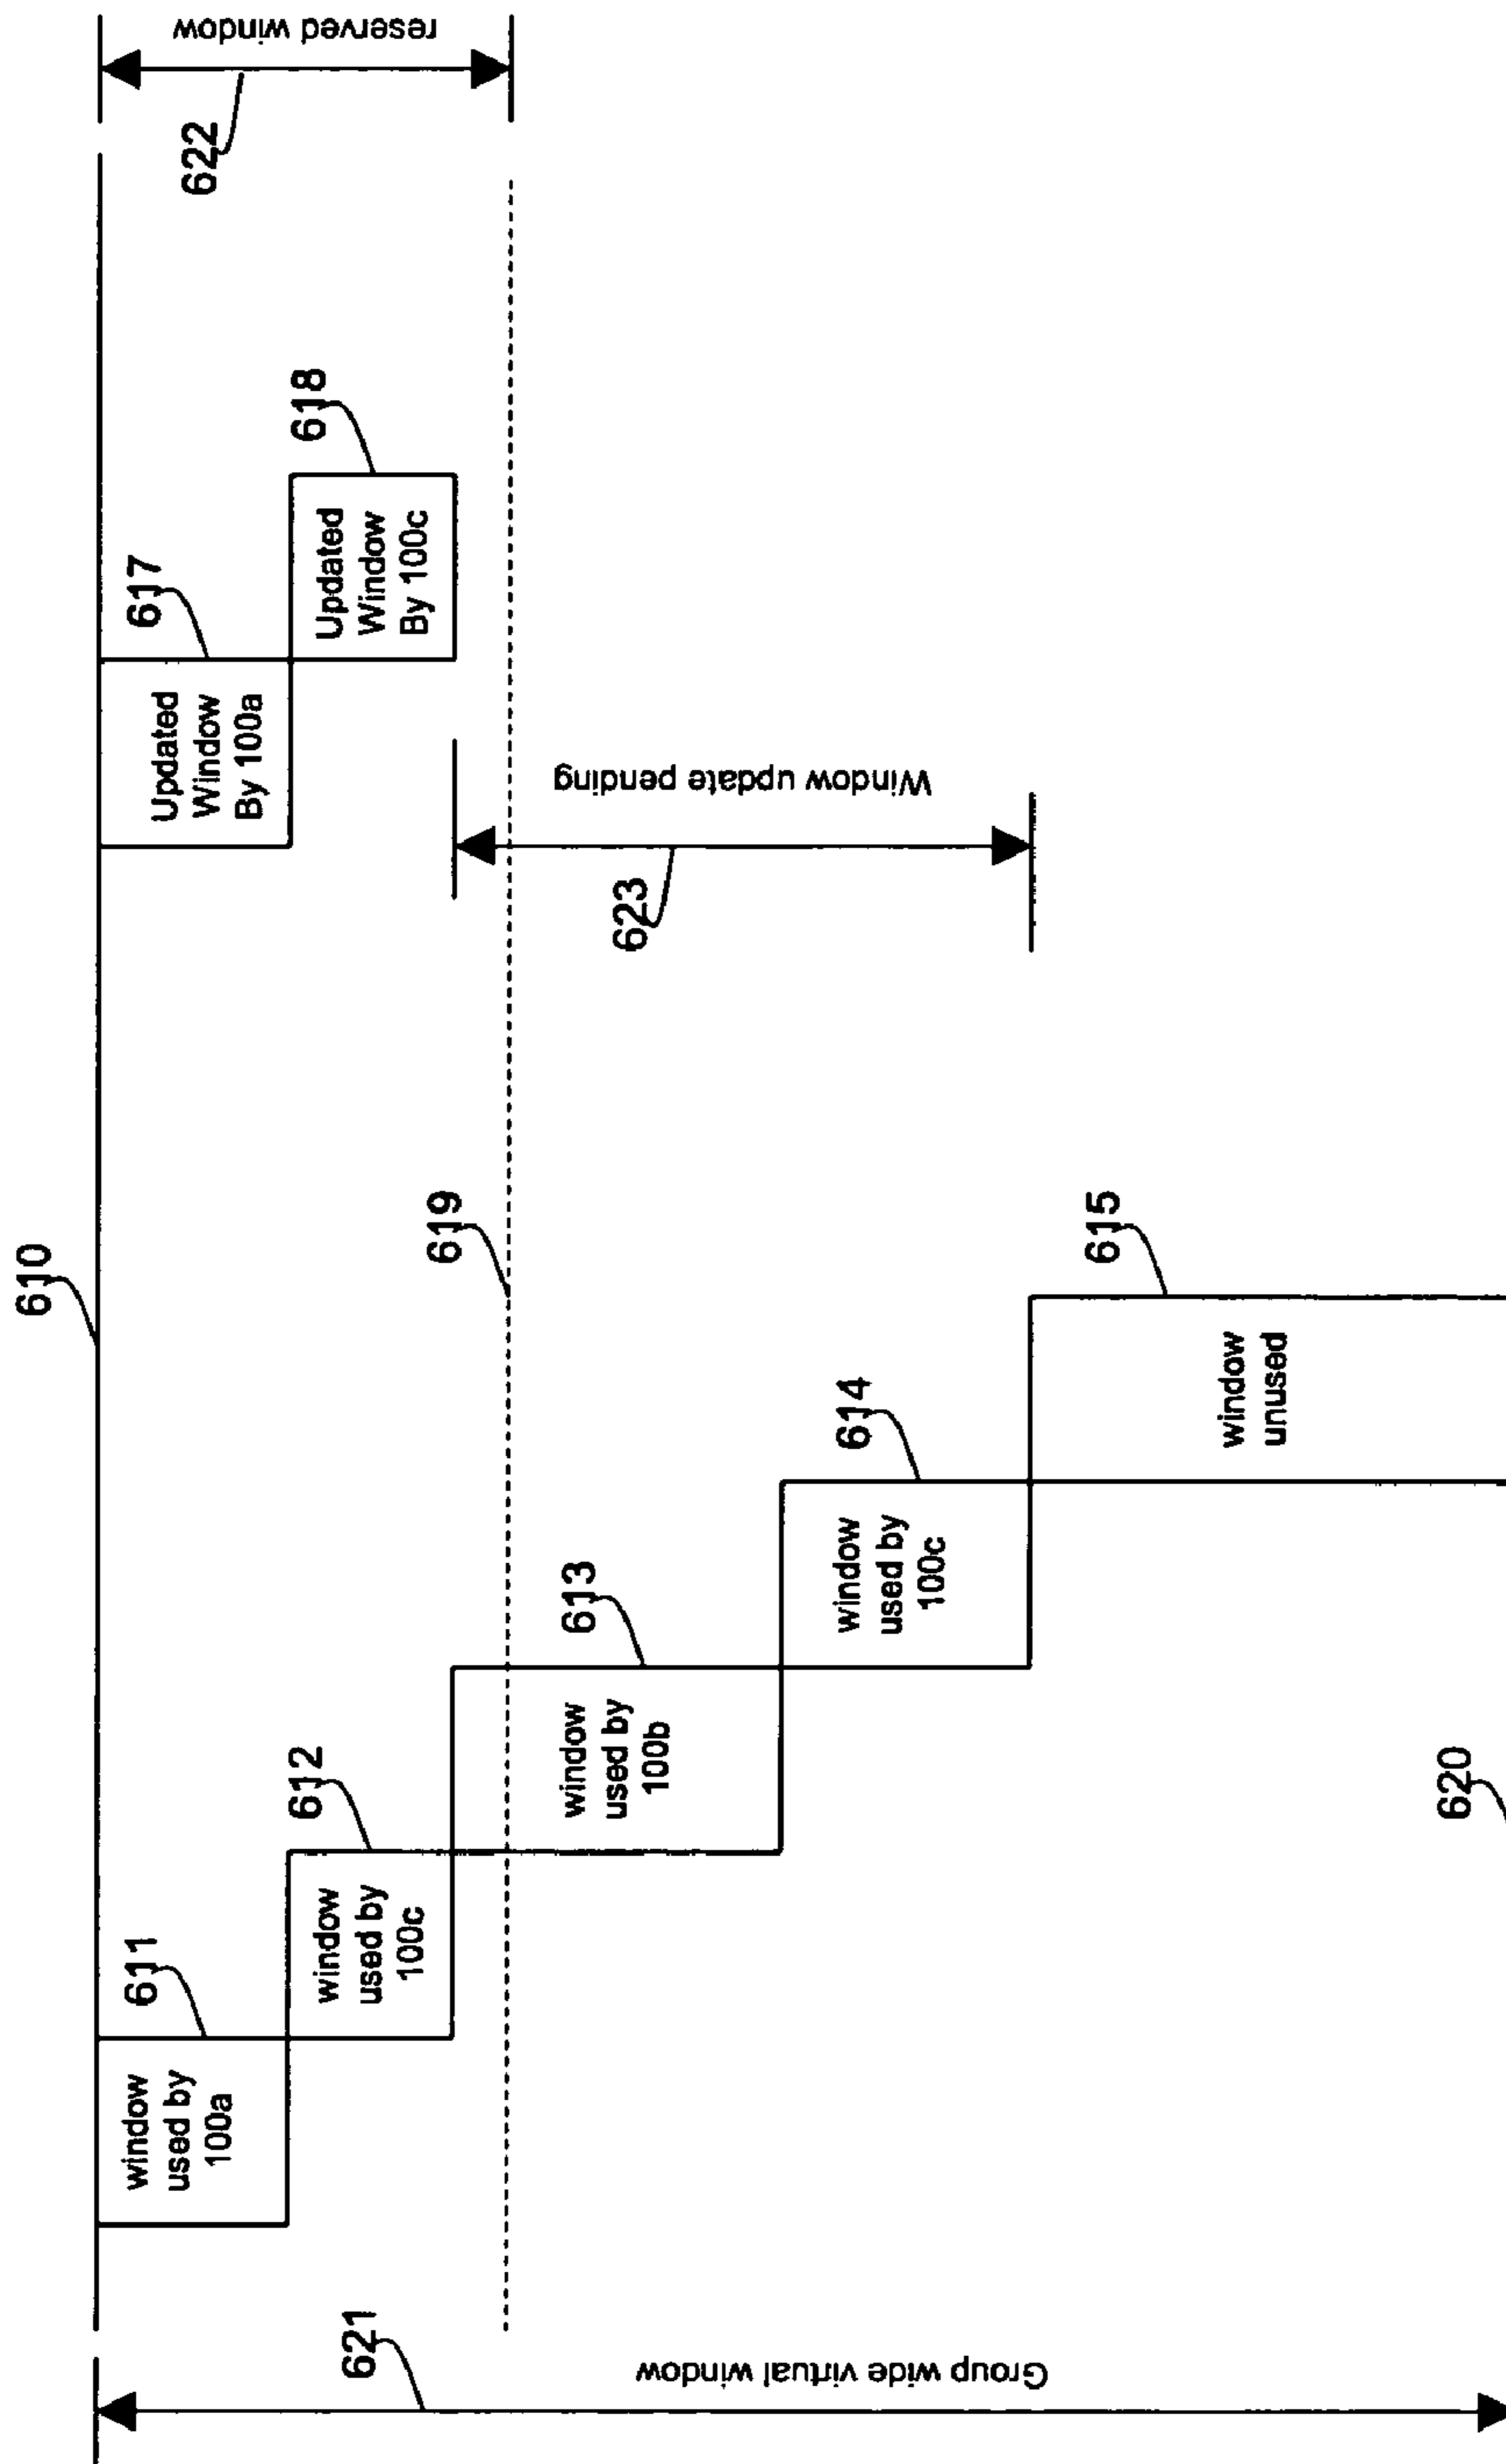 610
611
window
used by
100a
612
window
used by
100c
613
window
used by
100b
614
window
used by
100c
615
window
unused
617
Updated
Window
By 100a
618
Updated
Window
By 100c
619
620
621
Group wide virtual window
622
reserved window
623
Window update pending